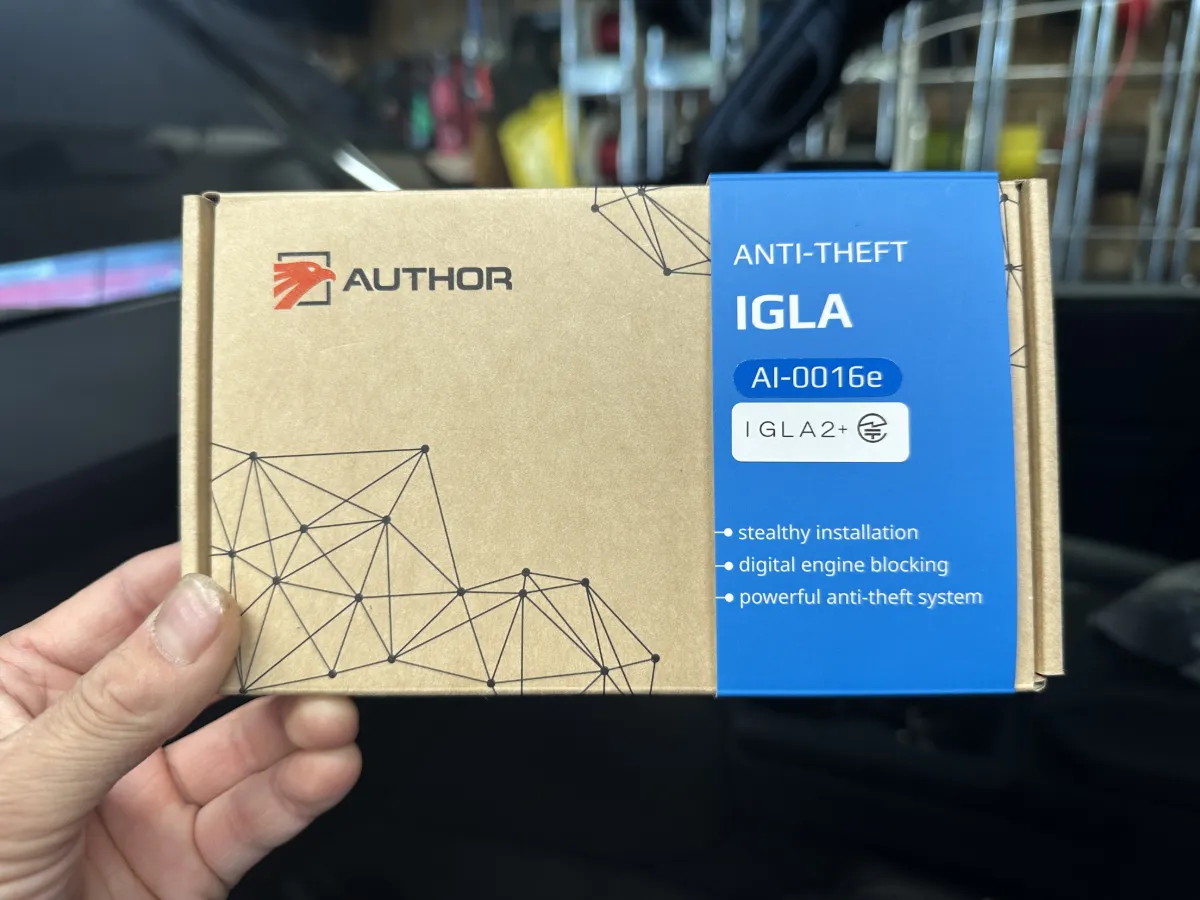 AUTHOR
ANTI-THEFT
IGLA
AI-0016e
IGLA2+
stealthy installation
digital engine blocking
powerful anti-theft system